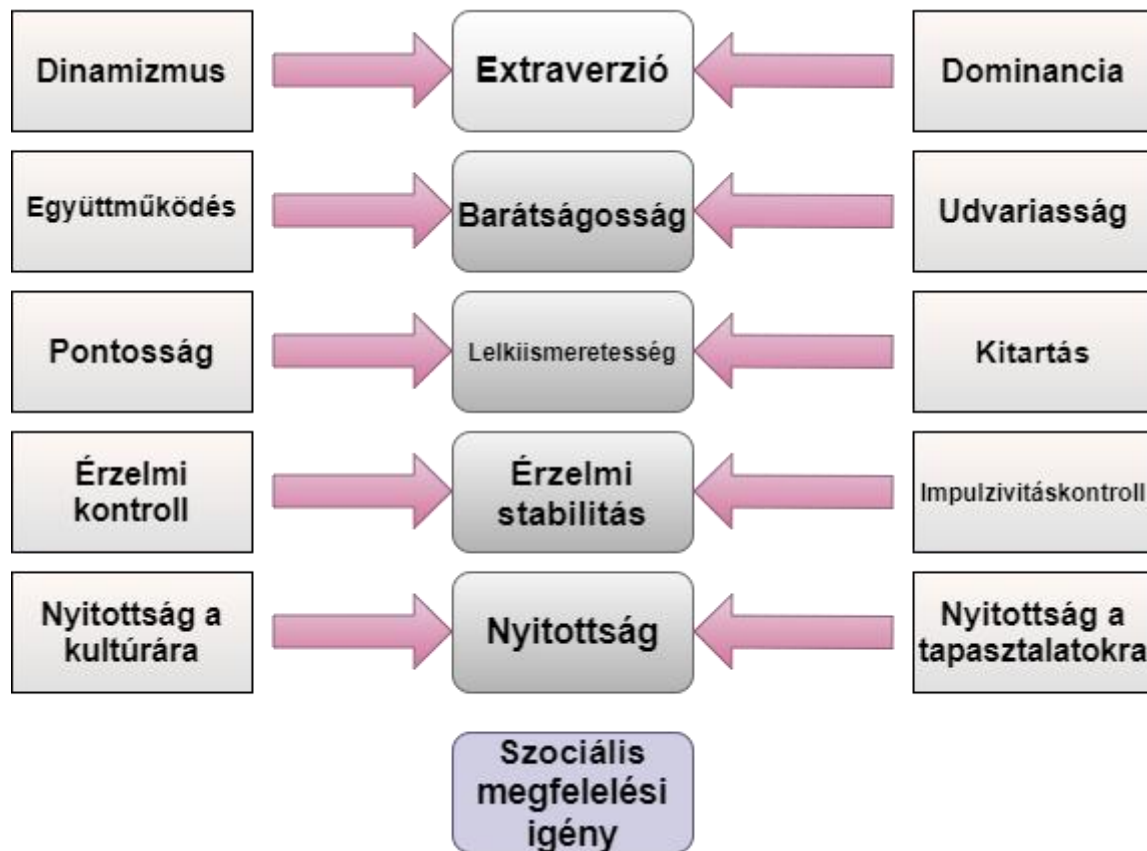 Dinamizmus
Extraverzió
Dominancia
Együttműködés
Barátságosság
Udvariasság
Pontosság
Lelkiismeretesség
Kitartás
Érzelmi
kontroll
Érzelmi
stabilitás
Impulzivitáskontroll
Nyitottság a
kultúrára
Nyitottság
Nyitottság a
tapasztalatokra
Szociális
megfelelési
igény